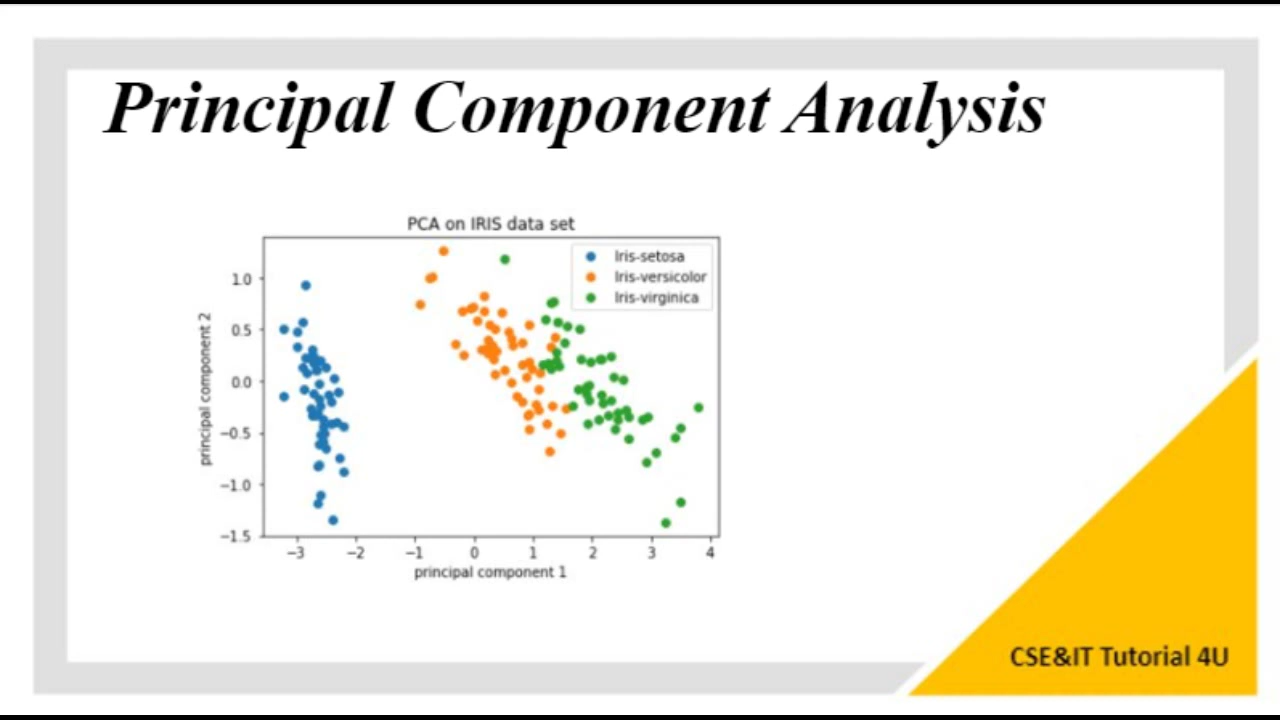 Principal Component Analysis
PCA on IRIS data set
Iris-setosa
Iris-versicolor
Iris-virginica
principal component 2
1.0
0.5
0.0
−0.5
−1.0
−1.5
−3 −2 −1 0 1 2 3 4
principal component 1
CSE&IT Tutorial 4U